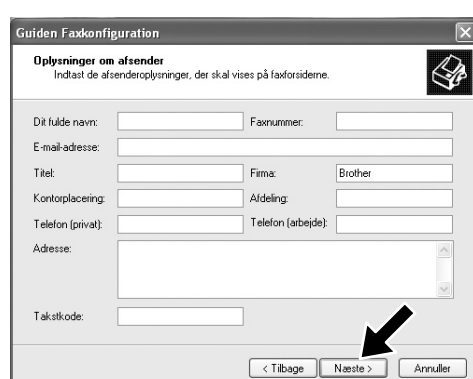 Guiden Faxkonfiguration
Oplysninger om afsender
Indtast de afsenderoplysninger, der skal vises på faxforsiderne.
Dit fulde navn: Faxnummer:
E-mail-adresse:
Titel: Firma: Brother
Kontorplacering: Afdeling:
Telefon (privat): Telefon (arbejde):
Adresse:
Takstkode:
< Tilbage Næste > Annuller